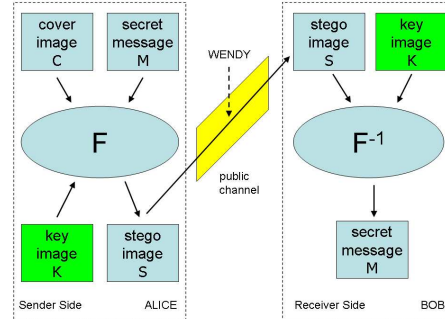 cover
image
C
secret
message
M
F
key
image
K
stego
image
S
Sender Side
ALICE
WENDY
public
channel
stego
image
S
key
image
K
F-1
secret
message
M
Receiver Side
BOB